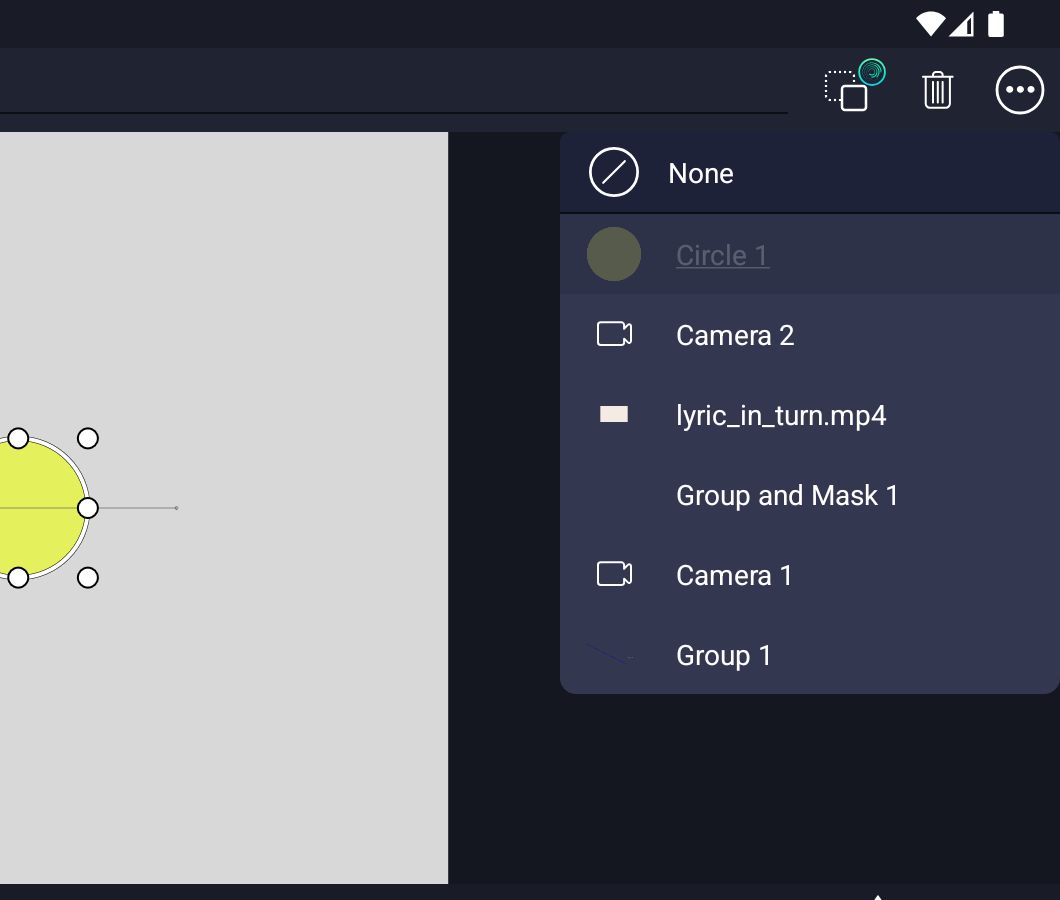 None
Circle 1
Camera 2
lyric_in_turn.mp4
Group and Mask 1
Camera 1
Group 1